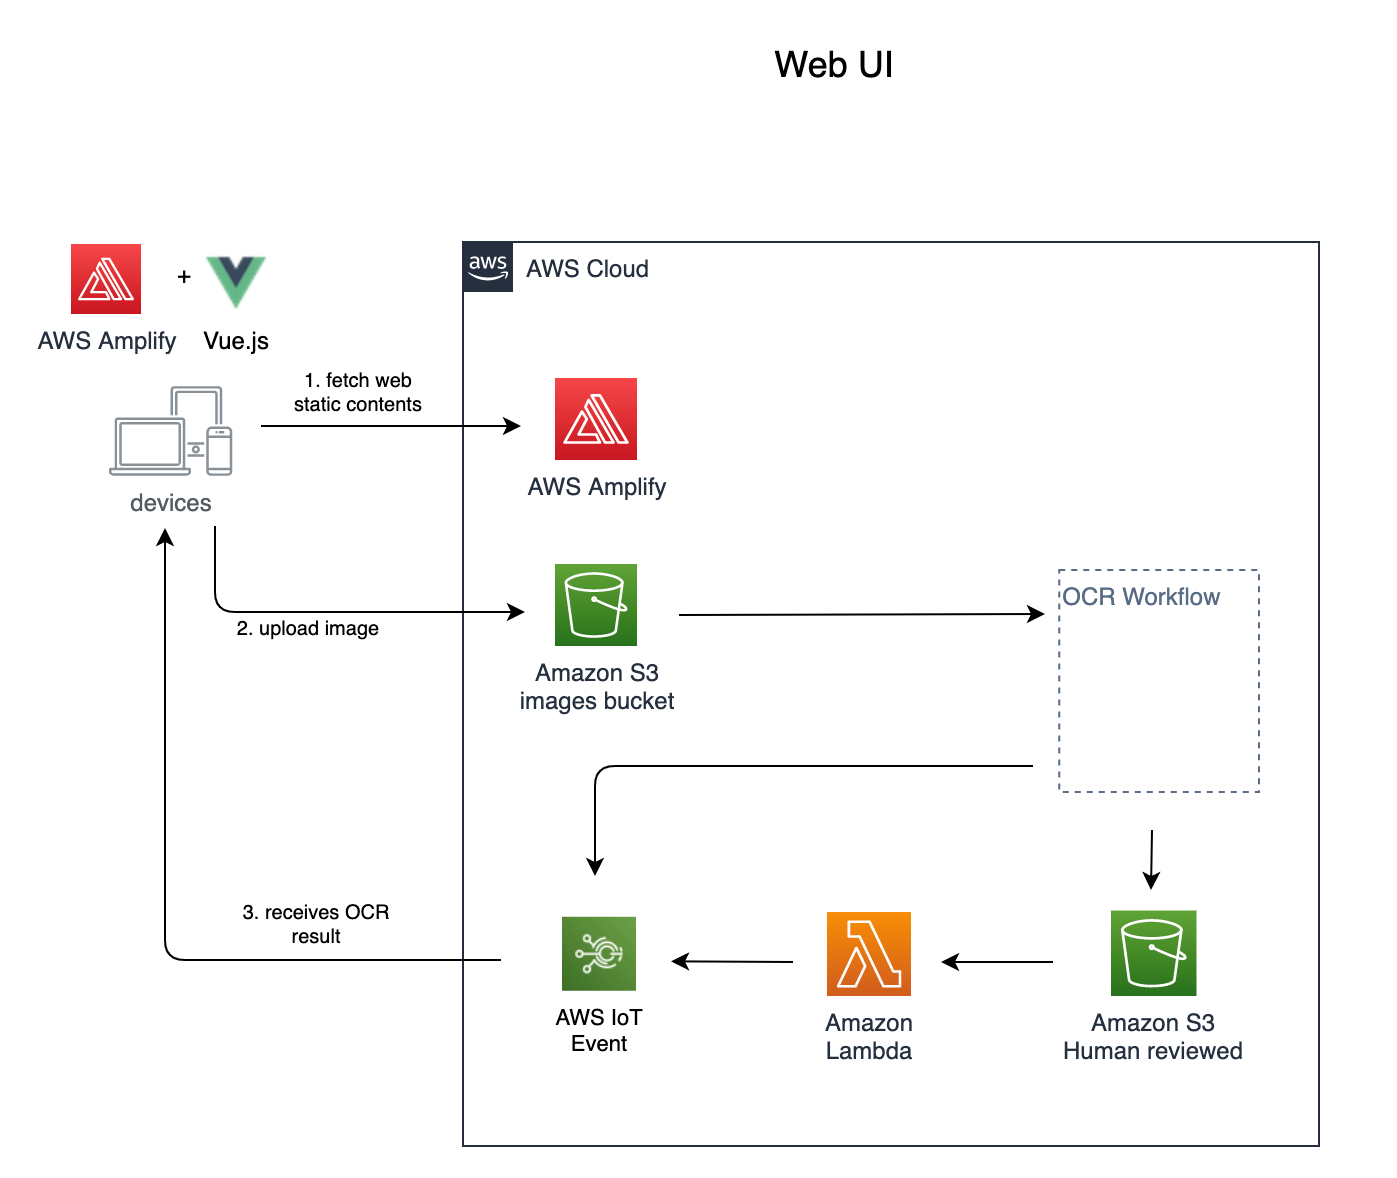 Web UI
aws
AWS Cloud
+
AWS Amplify
Vue.js
1. fetch web
static contents
devices
AWS Amplify
2. upload image
Amazon S3
images bucket
OCR Workflow
3. receives OCR
result
AWS IoT
Event
Amazon
Lambda
Amazon S3
Human reviewed